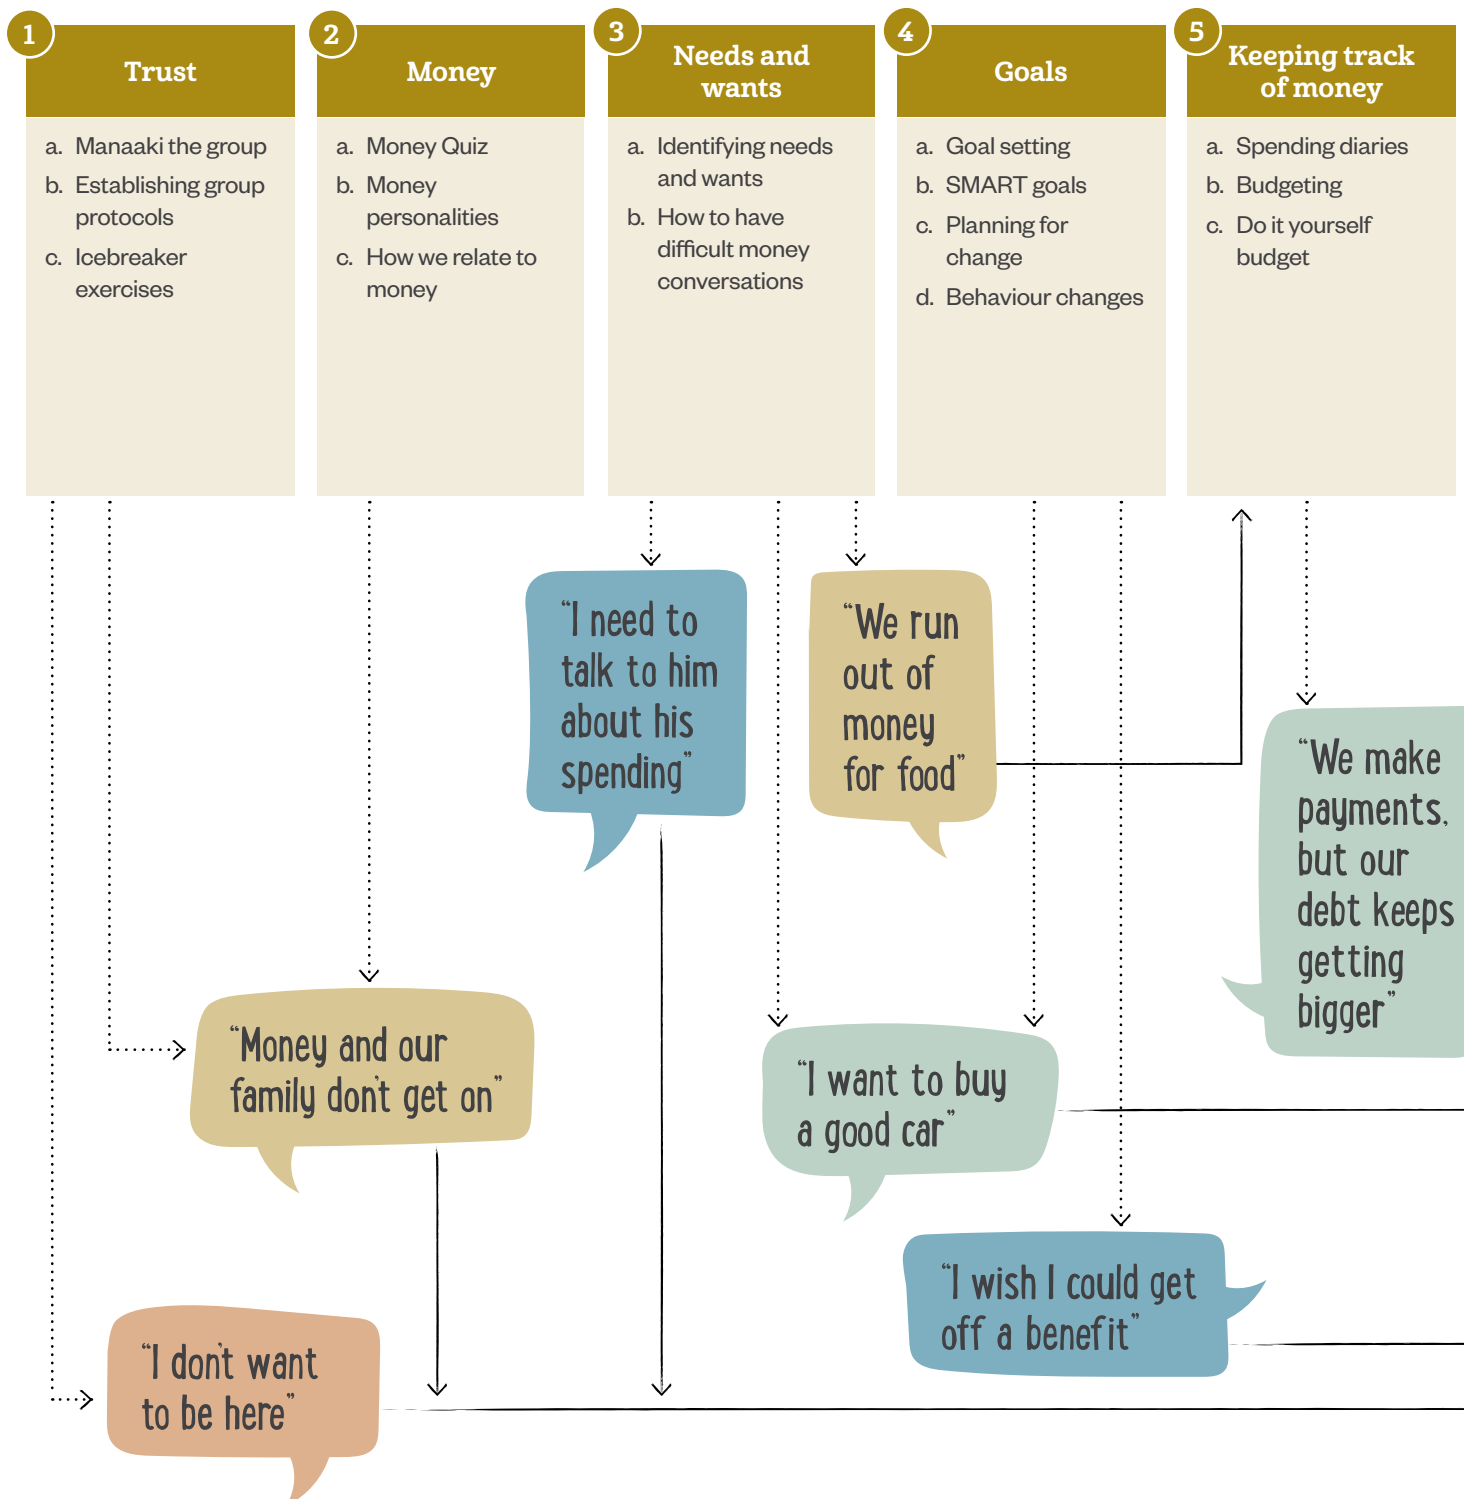 1
Trust
a. Manaaki the group
b. Establishing group
protocols
c. Icebreaker
exercises
2
Money
a. Money Quiz
b. Money
personalities
c. How we relate to
money
3
Needs and
wants
a. Identifying needs
and wants
b. How to have
difficult money
conversations
4
Goals
a. Goal setting
b. SMART goals
c. Planning for
change
d. Behaviour changes
5
Keeping track
of money
a. Spending diaries
b. Budgeting
c. Do it yourself
budget
“I need to
talk to him
about his
spending”
“We run
out of
money
for food”
“We make
payments,
but our
debt keeps
getting
bigger”
“Money and our
family don’t get on”
“I want to buy
a good car”
“I wish I could get
off a benefit”
“I don’t want
to be here”